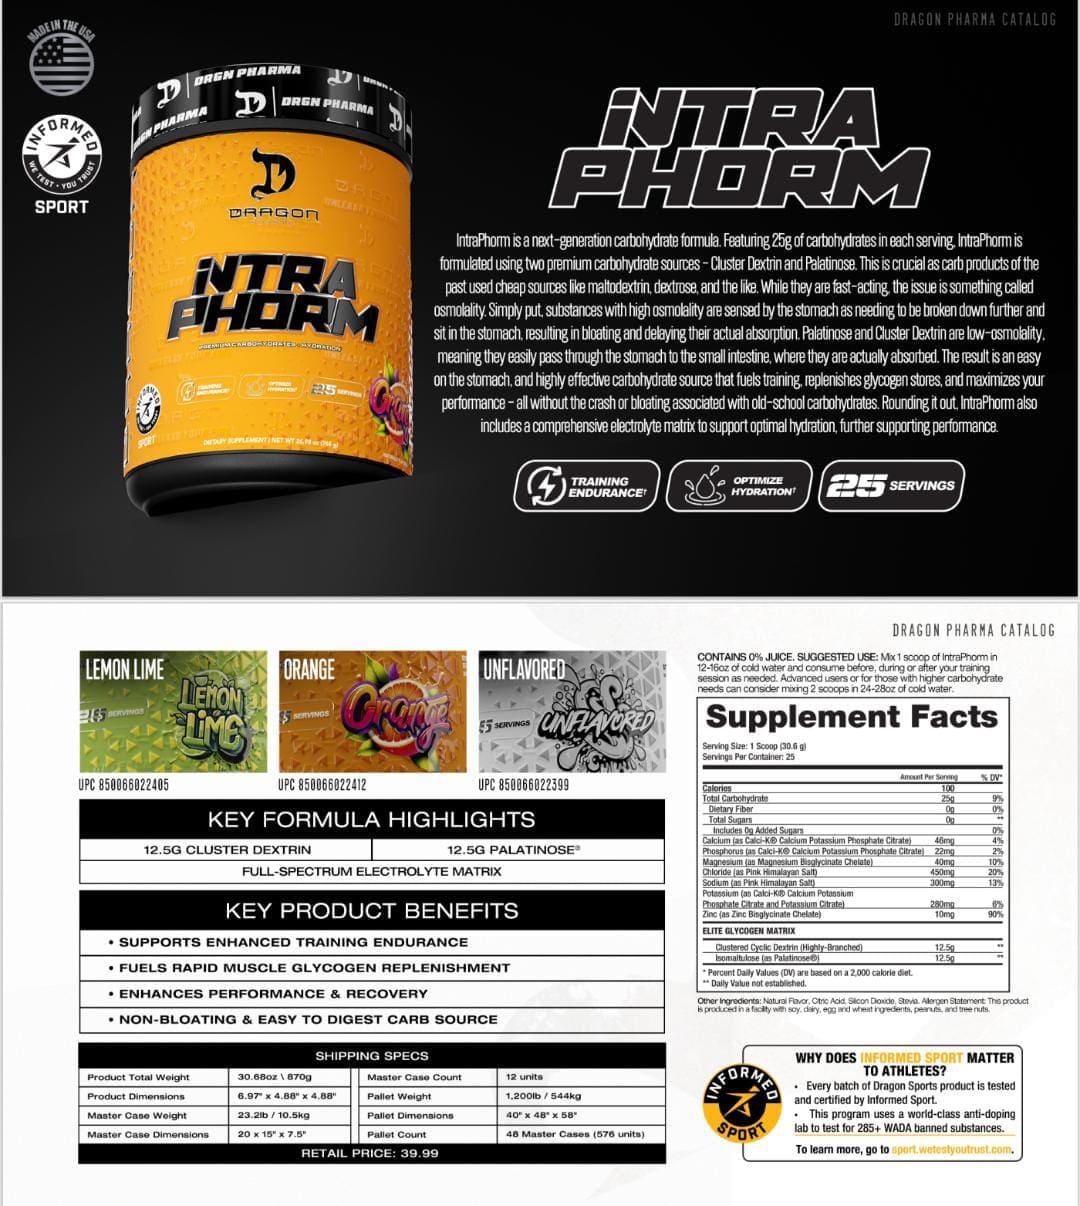 DRAGON PHARMA CATALOG
MADE IN THE USA
INFORMED
WE TEST • YOU TRUST
SPORT
DRGN PHARMA
DRGN PHARMA
DRGN PHARMA
D
DRAGON
INTRA
PHORM
PREMIUM CARBOHYDRATES + HYDRATION
TRAINING
ENDURANCE†
OPTIMIZE
HYDRATION†
25 SERVINGS
INFORMED
SPORT
DIETARY SUPPLEMENT | NET WT 26.98 oz (765 g)
INTRA
PHORM
IntraPhorm is a next-generation carbohydrate formula. Featuring 25g of carbohydrates in each serving, IntraPhorm is
formulated using two premium carbohydrate sources - Cluster Dextrin and Palatinose. This is crucial as carb products of the
past used cheap sources like maltodextrin, dextrose, and the like. While they are fast-acting, the issue is something called
osmolality. Simply put, substances with high osmolality are sensed by the stomach as needing to be broken down further and
sit in the stomach, resulting in bloating and delaying their actual absorption. Palatinose and Cluster Dextrin are low-osmolality,
meaning they easily pass through the stomach to the small intestine, where they are actually absorbed. The result is an easy
on the stomach, and highly effective carbohydrate source that fuels training, replenishes glycogen stores, and maximizes your
performance - all without the crash or bloating associated with old-school carbohydrates. Rounding it out, IntraPhorm also
includes a comprehensive electrolyte matrix to support optimal hydration, further supporting performance.
TRAINING
ENDURANCE†
OPTIMIZE
HYDRATION†
25 SERVINGS
DRAGON PHARMA CATALOG
LEMON LIME
25 SERVINGS
LEMON
LIME
UPC 850066022405
ORANGE
SERVINGS
Orange
UPC 850066022412
UNFLAVORED
SERVINGS
UNFLAVORED
UPC 850066022399
KEY FORMULA HIGHLIGHTS
12.5G CLUSTER DEXTRIN 12.5G PALATINOSE®
FULL-SPECTRUM ELECTROLYTE MATRIX
KEY PRODUCT BENEFITS
• SUPPORTS ENHANCED TRAINING ENDURANCE
• FUELS RAPID MUSCLE GLYCOGEN REPLENISHMENT
• ENHANCES PERFORMANCE & RECOVERY
• NON-BLOATING & EASY TO DIGEST CARB SOURCE
SHIPPING SPECS
Product Total Weight 30.68oz \ 870g Master Case Count 12 units
Product Dimensions 6.97" x 4.88" x 4.88" Pallet Weight 1,200lb / 544kg
Master Case Weight 23.2lb / 10.5kg Pallet Dimensions 40" x 48" x 58"
Master Case Dimensions 20 x 15" x 7.5" Pallet Count 48 Master Cases (576 units)
RETAIL PRICE: 39.99
CONTAINS 0% JUICE. SUGGESTED USE: Mix 1 scoop of IntraPhorm in
12-16oz of cold water and consume before, during or after your training
session as needed. Advanced users or for those with higher carbohydrate
needs can consider mixing 2 scoops in 24-28oz of cold water.
Supplement Facts
Serving Size: 1 Scoop (30.6 g)
Servings Per Container: 25
Amount Per Serving % DV*
Calories 100
Total Carbohydrate 25g 9%
Dietary Fiber 0g 0%
Total Sugars 0g **
Includes 0g Added Sugars 0%
Calcium (as Calci-K® Calcium Potassium Phosphate Citrate) 46mg 4%
Phosphorus (as Calci-K® Calcium Potassium Phosphate Citrate) 22mg 2%
Magnesium (as Magnesium Bisglycinate Chelate) 40mg 10%
Chloride (as Pink Himalayan Salt) 450mg 20%
Sodium (as Pink Himalayan Salt) 300mg 13%
Potassium (as Calci-K® Calcium Potassium
Phosphate Citrate and Potassium Citrate) 280mg 6%
Zinc (as Zinc Bisglycinate Chelate) 10mg 90%
ELITE GLYCOGEN MATRIX
Clustered Cyclic Dextrin (Highly-Branched) 12.5g **
Isomaltulose (as Palatinose®) 12.5g **
* Percent Daily Values (DV) are based on a 2,000 calorie diet.
** Daily Value not established.
Other Ingredients: Natural Flavor, Citric Acid, Silicon Dioxide, Stevia. Allergen Statement: This product
is produced in a facility with soy, dairy, egg and wheat ingredients, peanuts, and tree nuts.
INFORMED
SPORT
WHY DOES INFORMED SPORT MATTER
TO ATHLETES?
• Every batch of Dragon Sports product is tested
and certified by Informed Sport.
• This program uses a world-class anti-doping
lab to test for 285+ WADA banned substances.
To learn more, go to sport.wetestyoutrust.com.